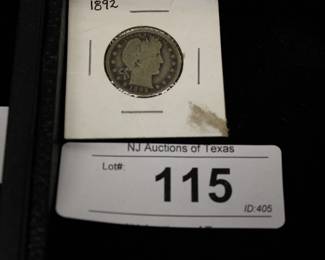 1892
NJ Auctions of Texas
Lot#:
115
ID:405